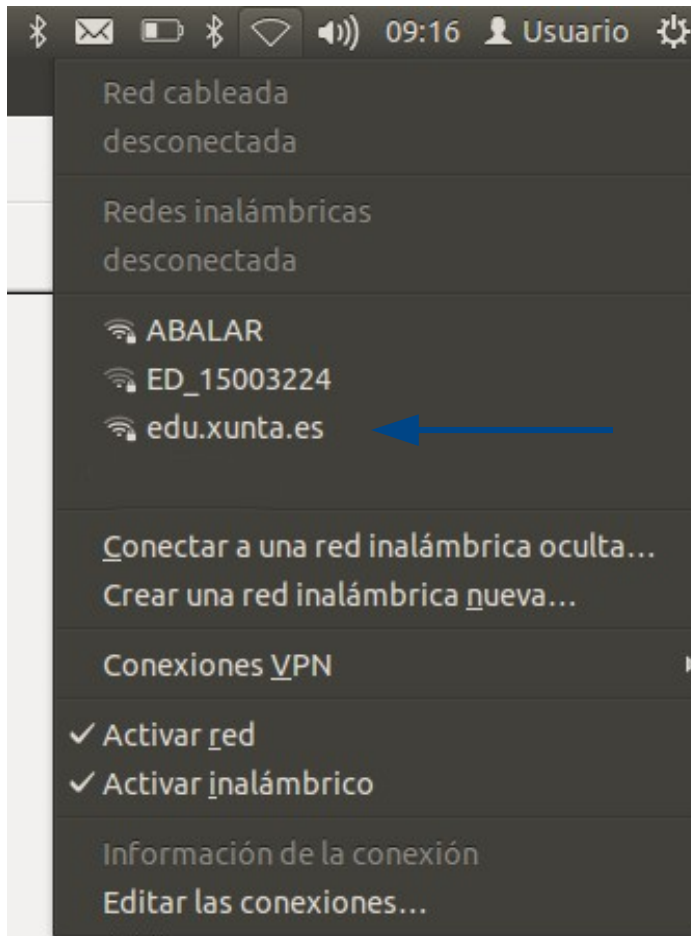 09:16 Usuario
Red cableada
desconectada
Redes inalámbricas
desconectada
ABALAR
ED_15003224
edu.xunta.es
Conectar a una red inalámbrica oculta...
Crear una red inalámbrica nueva...
Conexiones VPN
Activar red
Activar inalámbrico
Información de la conexión
Editar las conexiones...